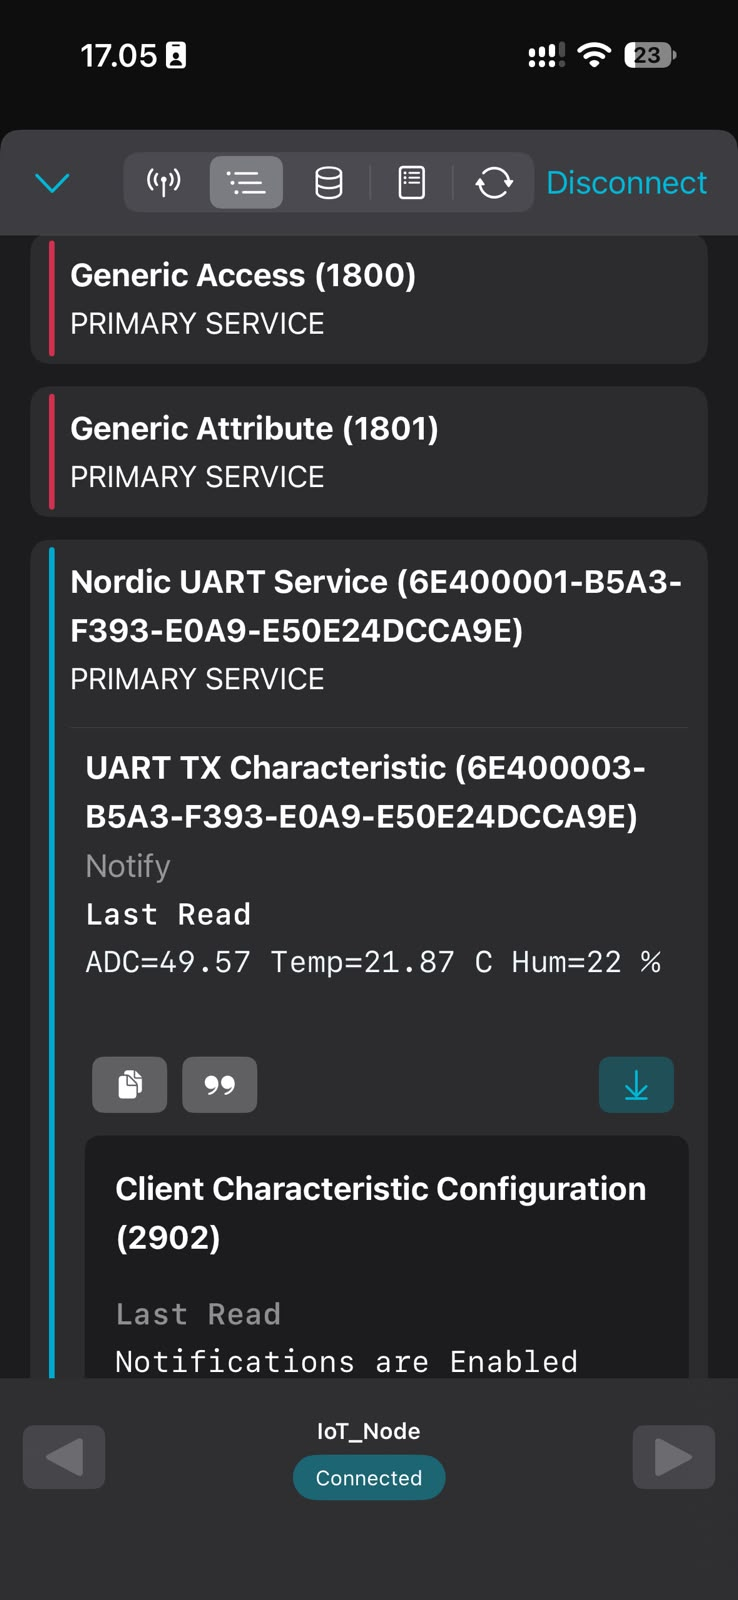 17.05
23
Disconnect
Generic Access (1800)
PRIMARY SERVICE
Generic Attribute (1801)
PRIMARY SERVICE
Nordic UART Service (6E400001-B5A3-
F393-E0A9-E50E24DCCA9E)
PRIMARY SERVICE
UART TX Characteristic (6E400003-
B5A3-F393-E0A9-E50E24DCCA9E)
Notify
Last Read
ADC=49.57 Temp=21.87 C Hum=22 %
Client Characteristic Configuration
(2902)
Last Read
Notifications are Enabled
IoT_Node
Connected